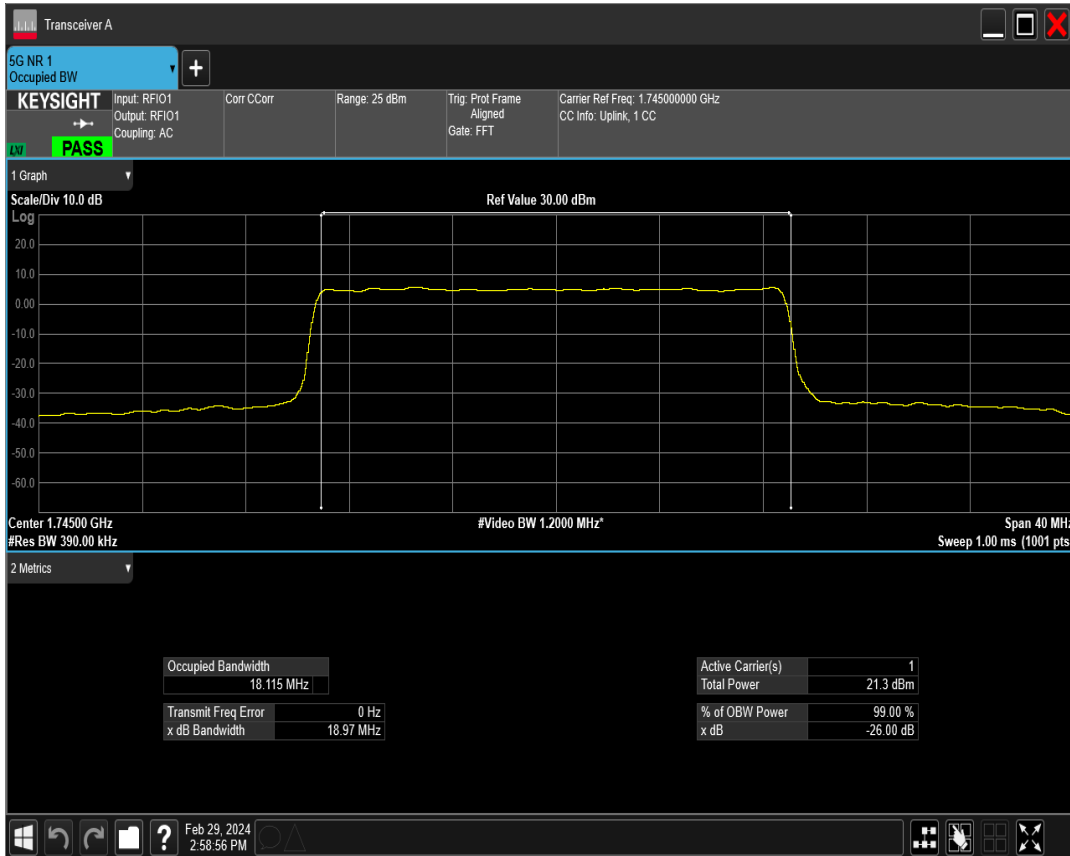 Transceiver A
5G NR 1
Occupied BW
KEYSIGHT
LXI
PASS
Input: RFIO1
Output: RFIO1
Coupling: AC
Corr CCorr
Range: 25 dBm
Trig: Prot Frame
Aligned
Gate: FFT
Carrier Ref Freq: 1.745000000 GHz
CC Info: Uplink, 1 CC
1 Graph
Scale/Div 10.0 dB
Ref Value 30.00 dBm
Log
20.0
10.0
0.00
-10.0
-20.0
-30.0
-40.0
-50.0
-60.0
Center 1.74500 GHz
#Video BW 1.2000 MHz*
Span 40 MHz
#Res BW 390.00 kHz
Sweep 1.00 ms (1001 pts
2 Metrics
Occupied Bandwidth
18.115 MHz
Transmit Freq Error 0 Hz
x dB Bandwidth 18.97 MHz
Active Carrier(s) 1
Total Power 21.3 dBm
% of OBW Power 99.00 %
x dB -26.00 dB
?
Feb 29, 2024
2:58:56 PM